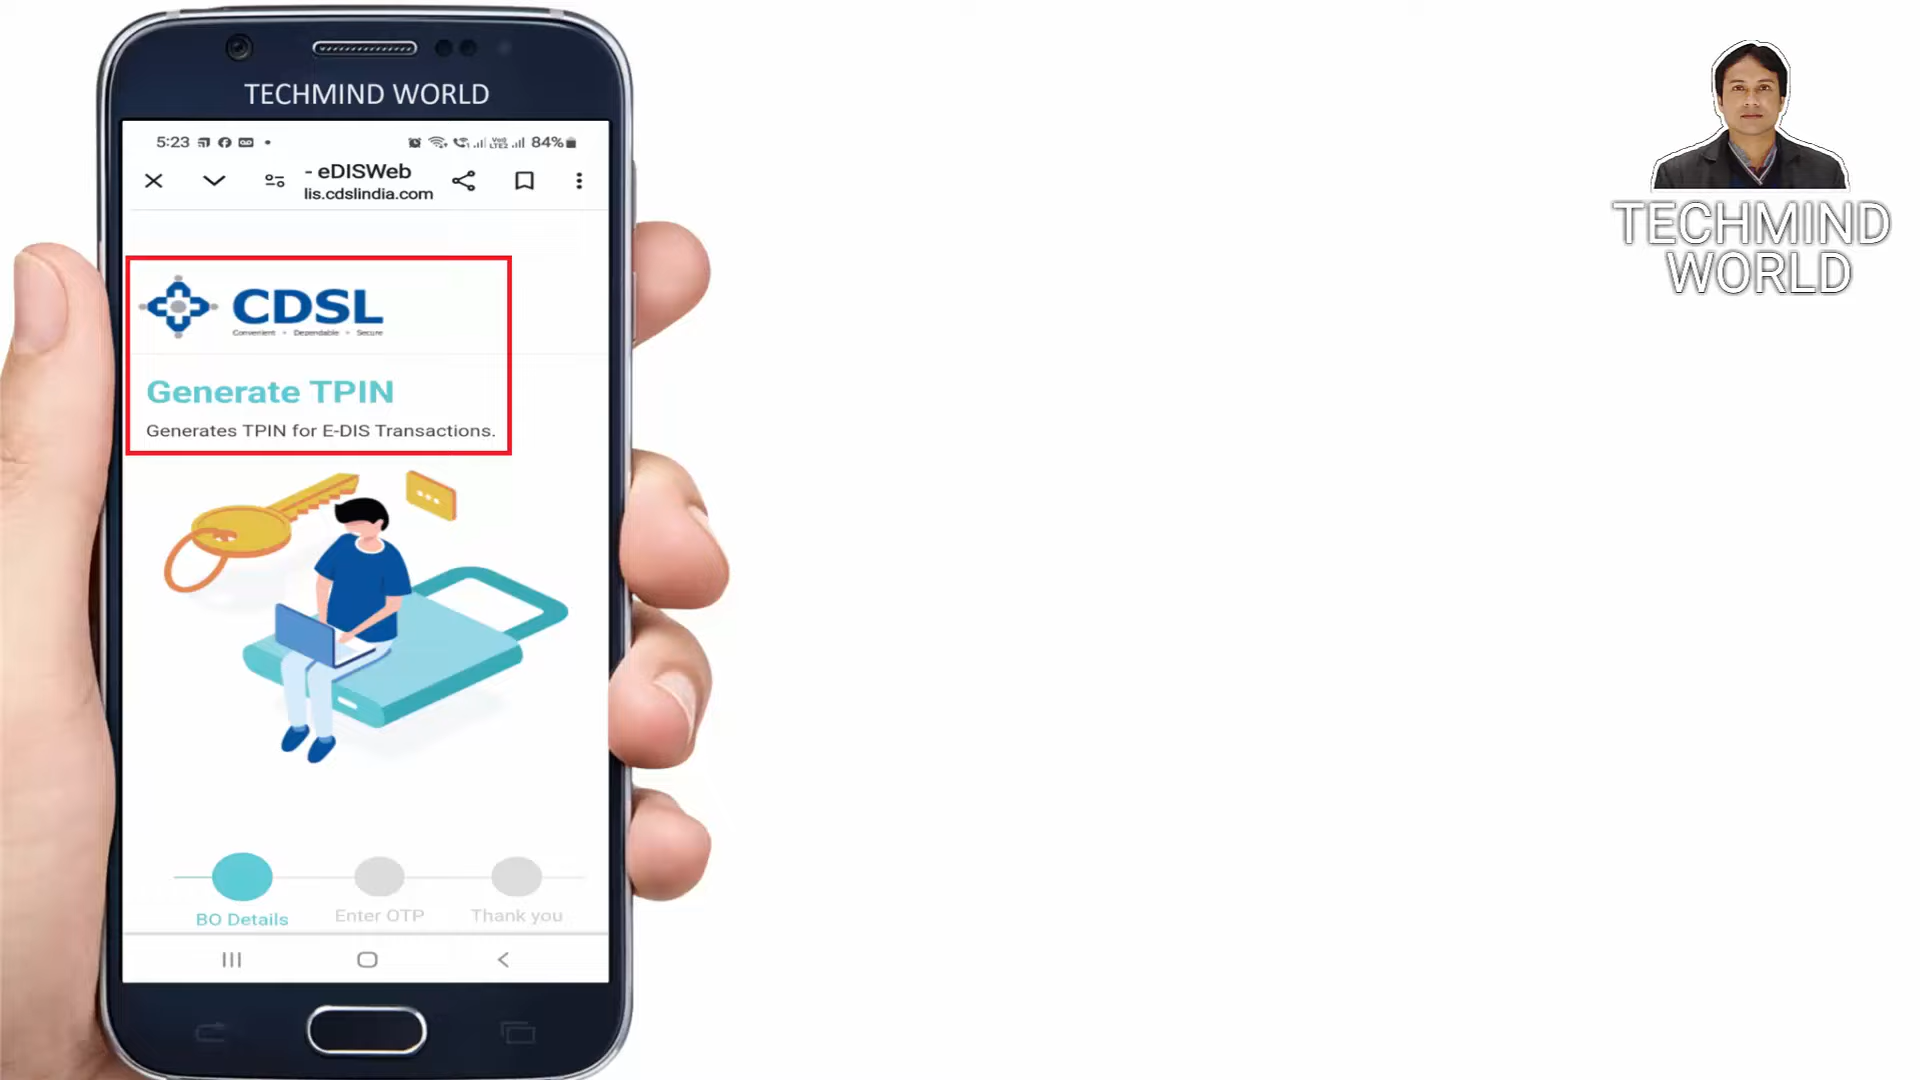 TECHMIND WORLD
5:23
84%
- eDISWeb
lis.cdslindia.com
CDSL
Convenient • Dependable • Secure
Generate TPIN
Generates TPIN for E-DIS Transactions.
BO Details
Enter OTP
Thank you
TECHMIND
WORLD